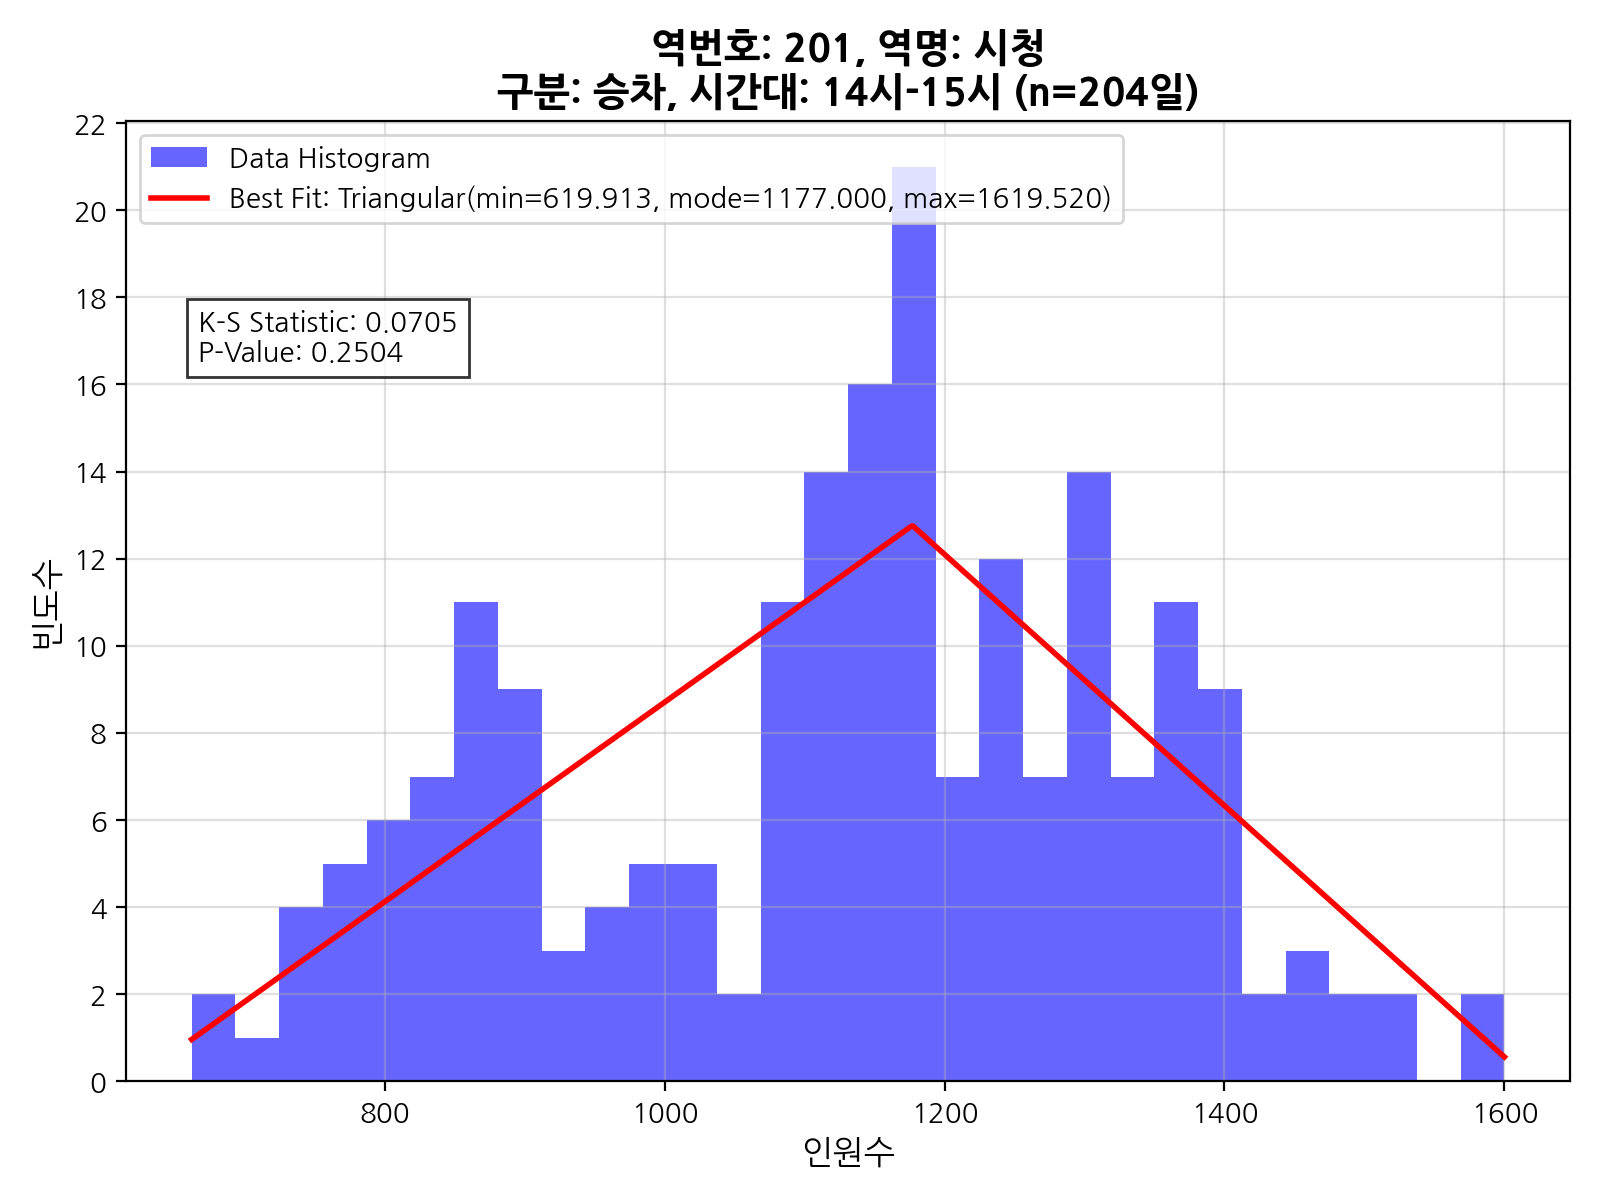 역번호: 201, 역명: 시청
구분: 승차, 시간대: 14시-15시 (n=204일)
Data Histogram
Best Fit: Triangular(min=619.913, mode=1177.000, max=1619.520)
K-S Statistic: 0.0705
P-Value: 0.2504
빈도수
22
20
18
16
14
12
10
8
6
4
2
0
800 1000 1200 1400 1600
인원수